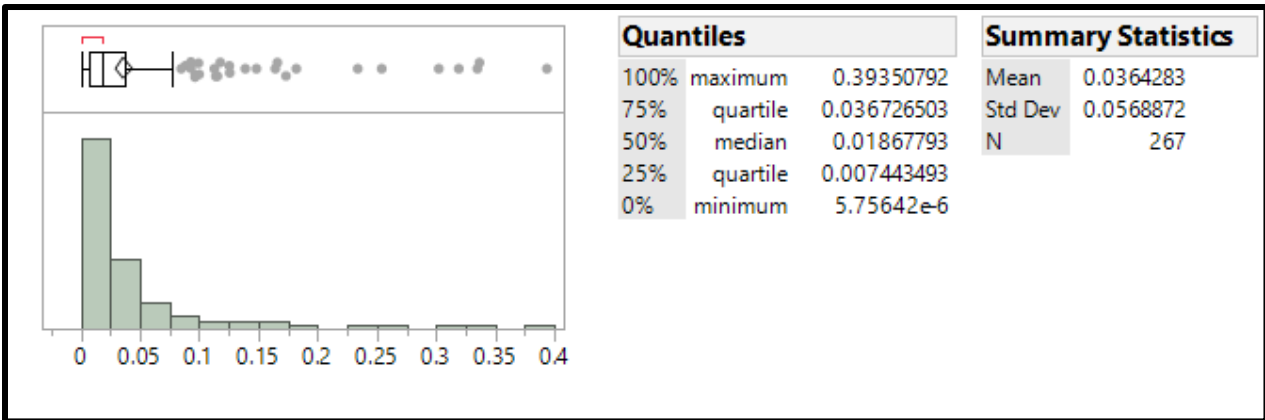 Quantiles
100% maximum 0.39350792
75% quartile 0.036726503
50% median 0.01867793
25% quartile 0.007443493
0% minimum 5.75642e-6
Summary Statistics
Mean 0.0364283
Std Dev 0.0568872
N 267
0 0.05 0.1 0.15 0.2 0.25 0.3 0.35 0.4